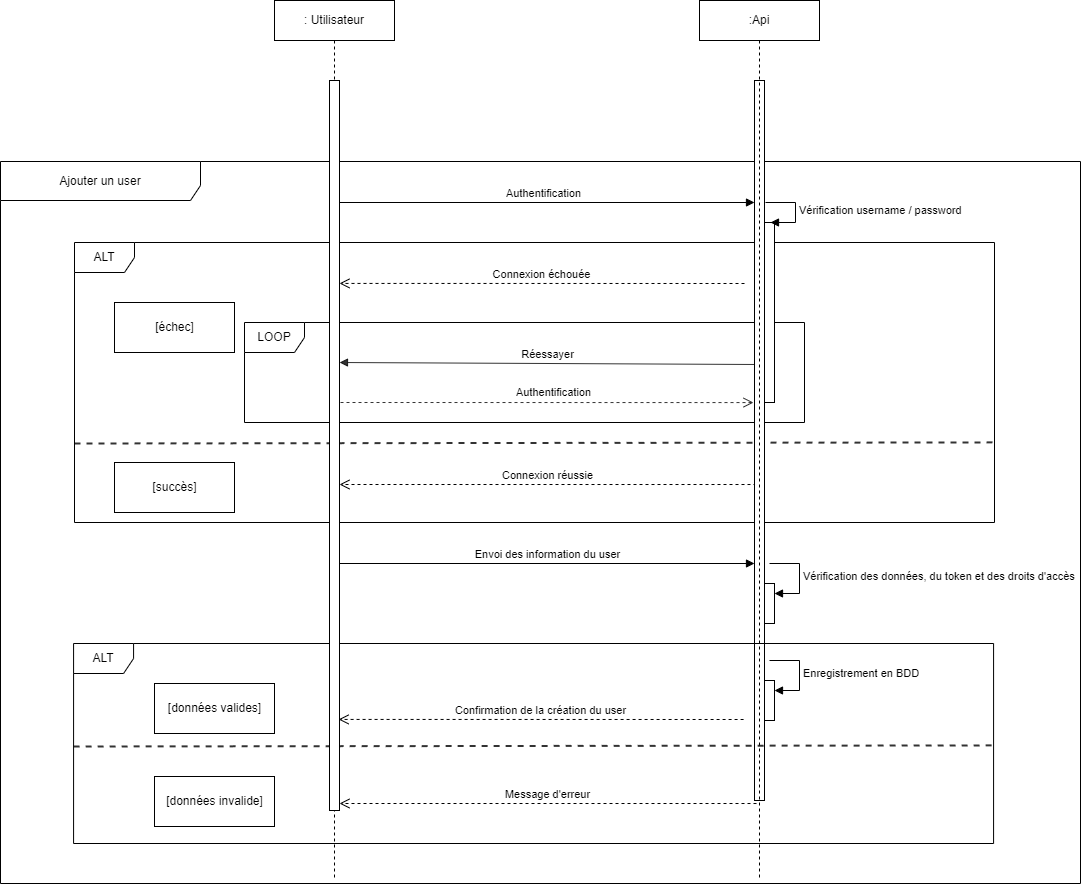 : Utilisateur
:Api
Ajouter un user
Authentification
Vérification username / password
ALT
Connexion échouée
[échec]
LOOP
Réessayer
Authentification
Connexion réussie
[succès]
Envoi des information du user
Vérification des données, du token et des droits d'accès
ALT
Enregistrement en BDD
[données valides]
Confirmation de la création du user
Message d'erreur
[données invalide]